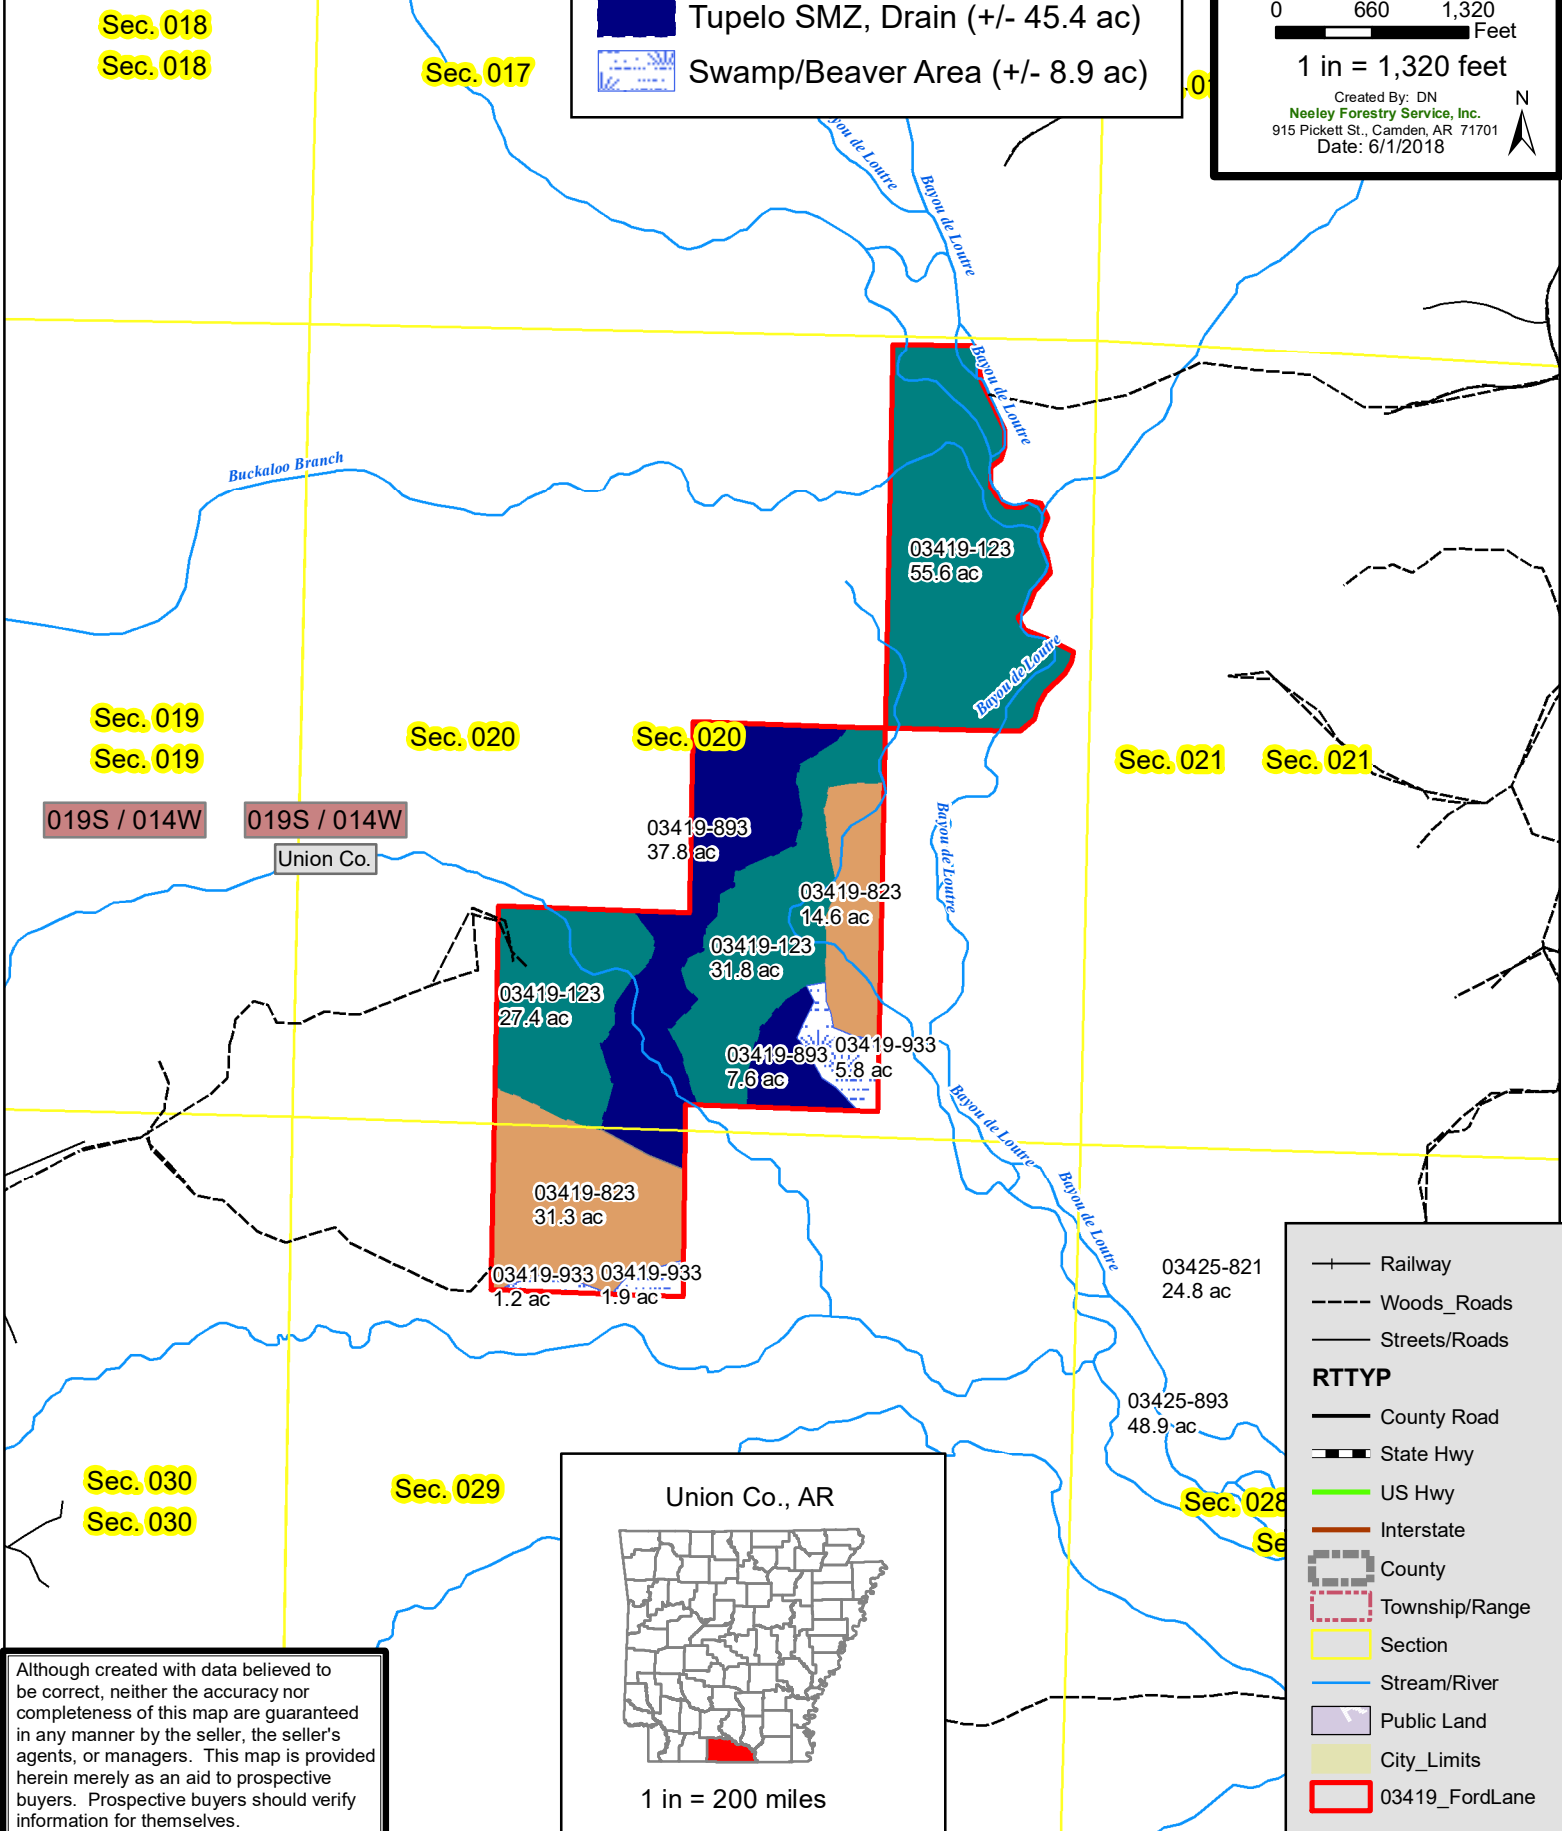 Sec. 018
Sec. 018
Sec. 017
Tupelo SMZ, Drain (+/- 45.4 ac)
Swamp/Beaver Area (+/- 8.9 ac)
0 660 1,320
Feet
1 in = 1,320 feet
Created By: DN
Neeley Forestry Service, Inc.
915 Pickett St., Camden, AR 71701
Date: 6/1/2018
N
Bayou de Loutre
Bayou de Loutre
Buckaloo Branch
03419-123
55.6 ac
Bayou de Loutre
Sec. 019
Sec. 019
Sec. 020
Sec. 020
Sec. 021
Sec. 021
019S / 014W
019S / 014W
Union Co.
03419-893
37.8 ac
Bayou de Loutre
03419-823
14.6 ac
03419-123
31.8 ac
03419-123
27.4 ac
03419-893
7.6 ac
03419-933
5.8 ac
Bayou de Loutre
Bayou de Loutre
03419-823
31.3 ac
03419-933
1.2 ac
03419-933
1.9 ac
03425-821
24.8 ac
03425-893
48.9 ac
Sec. 030
Sec. 030
Sec. 029
Sec. 028
Railway
Woods_Roads
Streets/Roads
RTTYP
County Road
State Hwy
US Hwy
Interstate
County
Township/Range
Section
Stream/River
Public Land
City_Limits
03419_FordLane
Union Co., AR
1 in = 200 miles
Although created with data believed to
be correct, neither the accuracy nor
completeness of this map are guaranteed
in any manner by the seller, the seller's
agents, or managers. This map is provided
herein merely as an aid to prospective
buyers. Prospective buyers should verify
information for themselves.